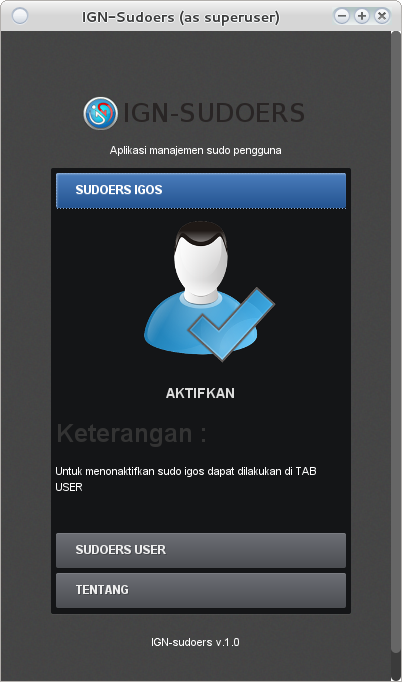 IGN-Sudoers (as superuser)
IGN-SUDOERS
Aplikasi manajemen sudo pengguna
SUDOERS IGOS
AKTIFKAN
Keterangan :
Untuk menonaktifkan sudo igos dapat dilakukan di TAB
USER
SUDOERS USER
TENTANG
IGN-sudoers v.1.0